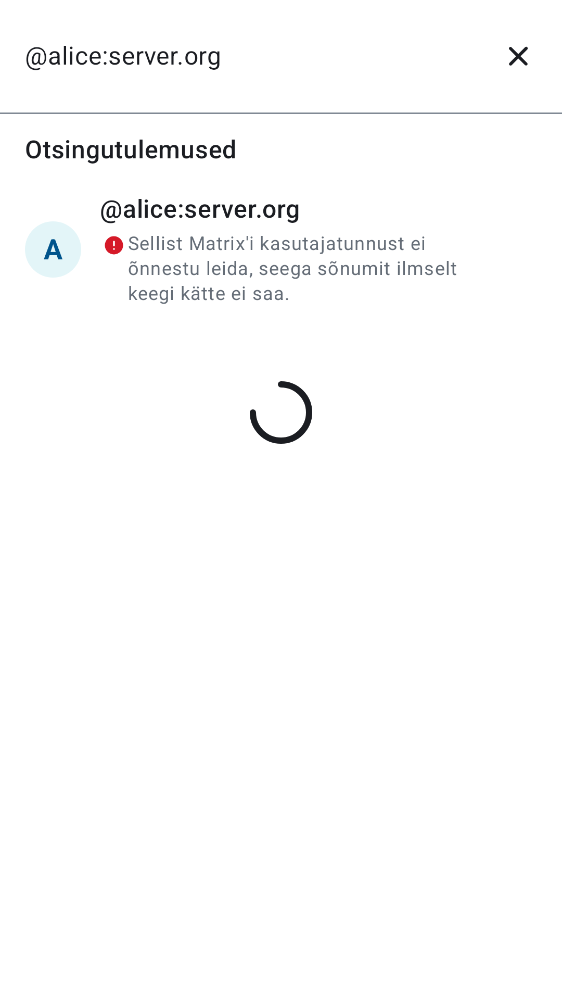 @alice:server.org
Otsingutulemused
@alice:server.org
A
Sellist Matrix'i kasutajatunnust ei
õnnestu leida, seega sõnumit ilmselt
keegi kätte ei saa.